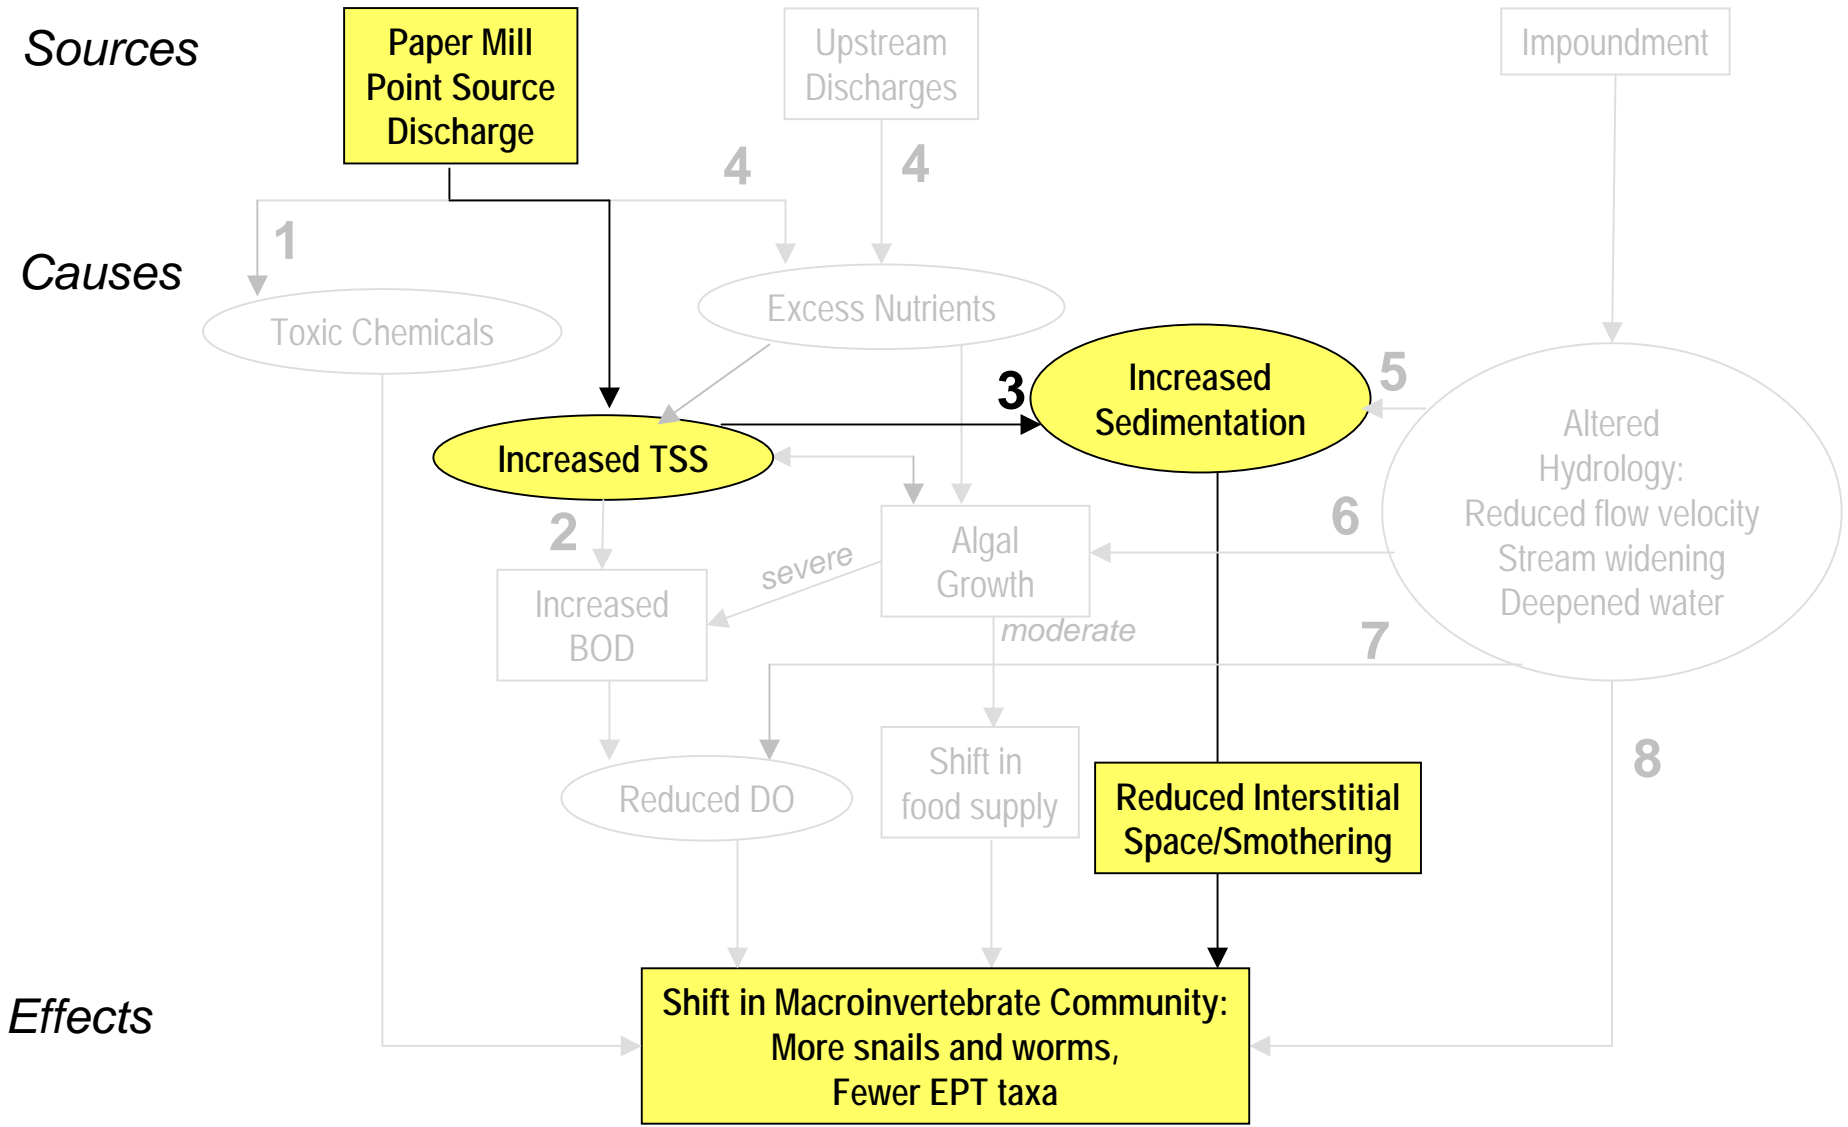 Sources
Paper Mill
Point Source
Discharge
Upstream
Discharges
Impoundment
4
4
1
Causes
Toxic Chemicals
Excess Nutrients
3
Increased
Sedimentation
5
Increased TSS
Altered
Hydrology:
Reduced flow velocity
Stream widening
Deepened water
2
6
severe
Algal
Growth
Increased
BOD
moderate
7
Reduced DO
Shift in
food supply
Reduced Interstitial
Space/Smothering
8
Effects
Shift in Macroinvertebrate Community:
More snails and worms,
Fewer EPT taxa